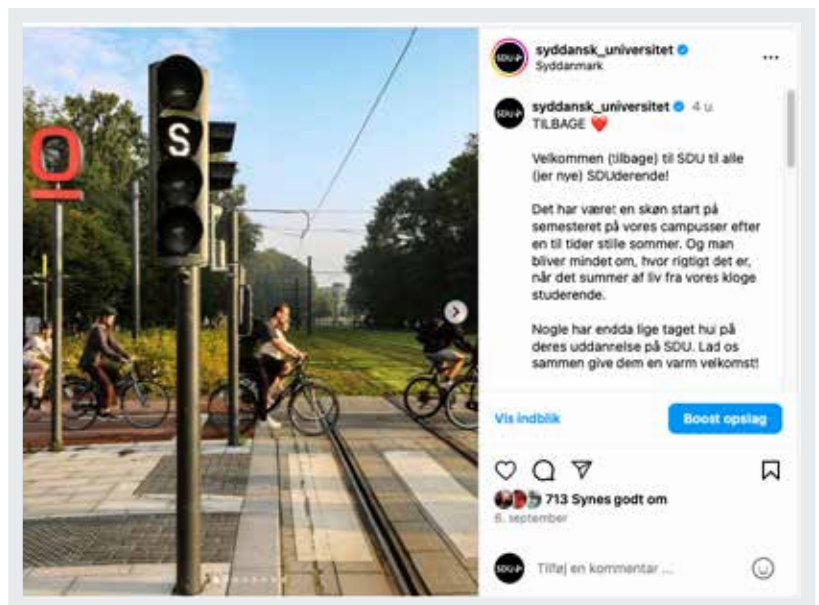 S
O
SDU
syddansk_universitet
Syddanmark
SDU
syddansk_universitet 4 u.
TILBAGE ❤️
Velkommen (tilbage) til SDU til alle
(jer nye) SDUderende!
Det har været en skøn start på
semesteret på vores campusser efter
en til tider stille sommer. Og man
bliver mindet om, hvor rigtigt det er,
når det summer af liv fra vores kloge
studerende.
Nogle har endda lige taget hul på
deres uddannelse på SDU. Lad os
sammen give dem en varm velkomst!
Vis indblik
Boost opslag
713 Synes godt om
6. september
SDU
Tilføj en kommentar ...